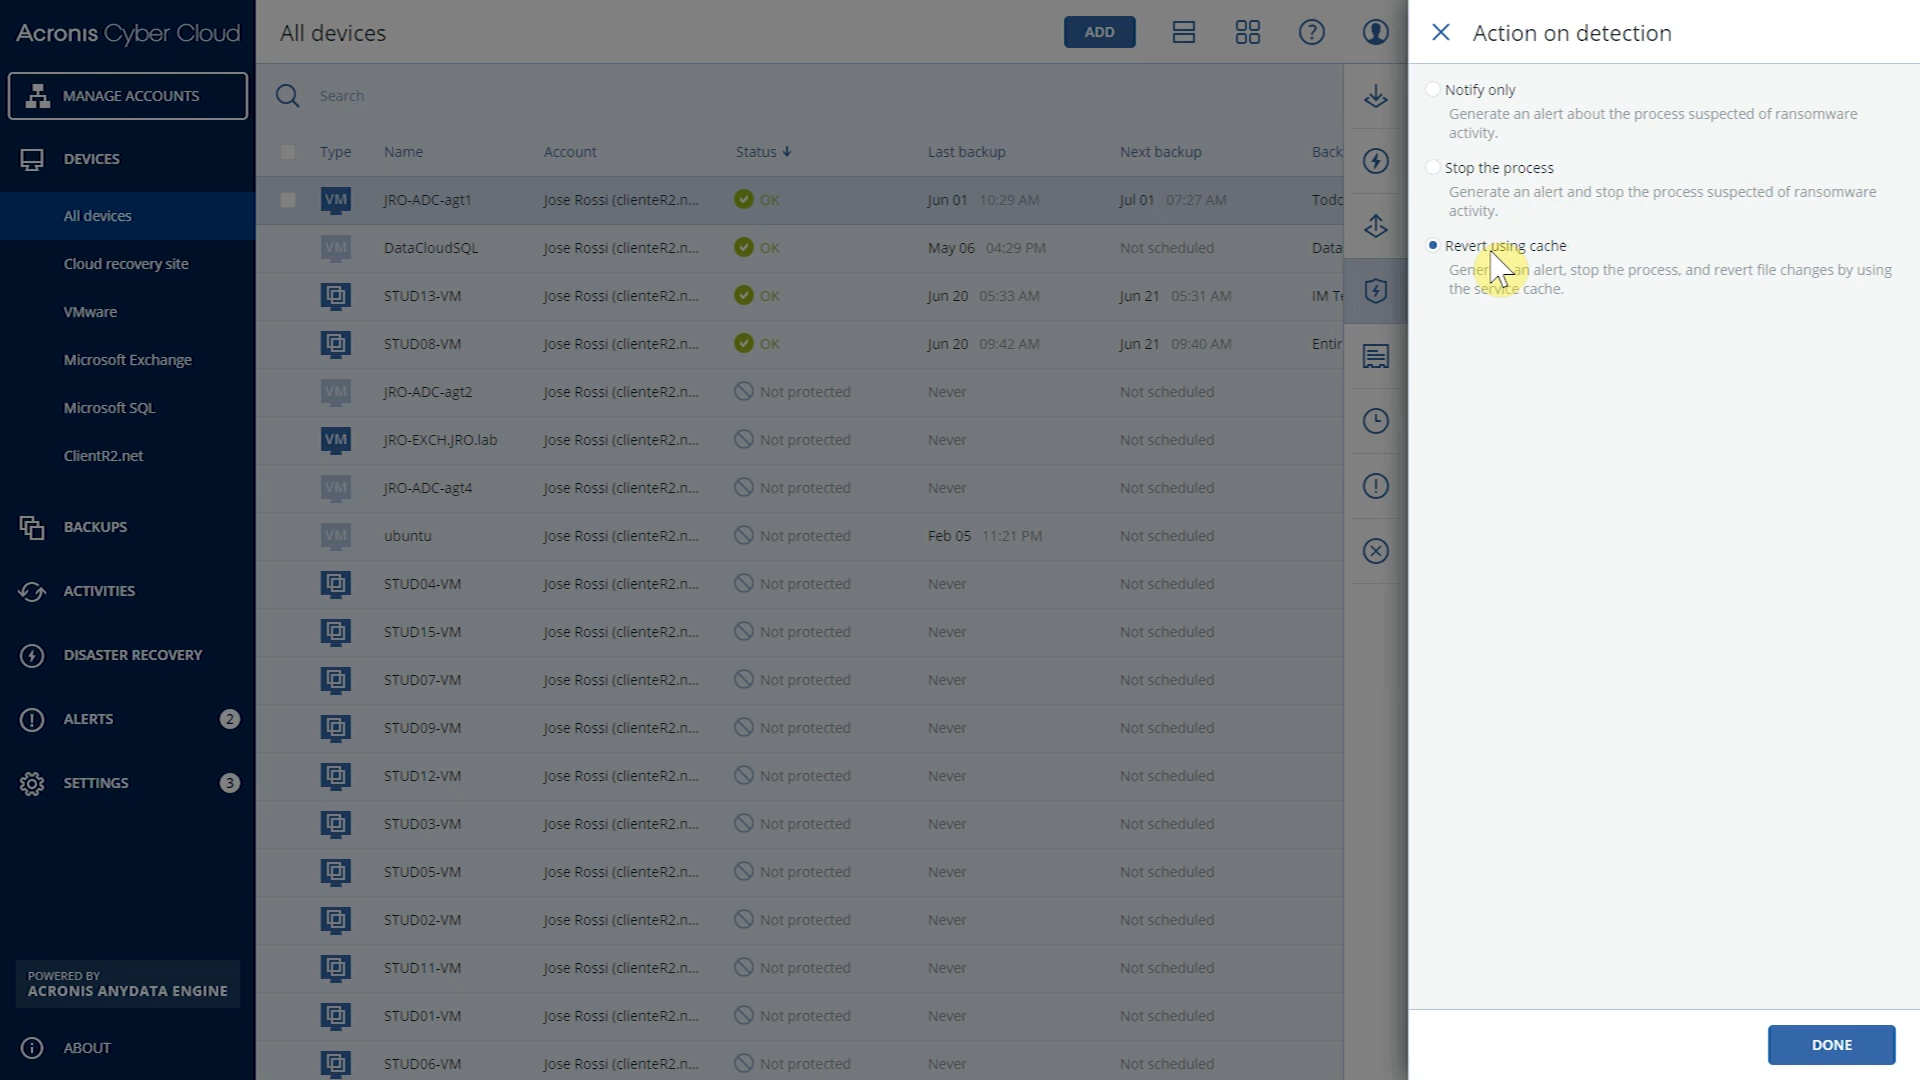 Acronis Cyber Cloud
MANAGE ACCOUNTS
DEVICES
All devices
Cloud recovery site
VMware
Microsoft Exchange
Microsoft SQL
ClientR2.net
BACKUPS
ACTIVITIES
DISASTER RECOVERY
ALERTS 2
SETTINGS 3
POWERED BY
ACRONIS ANYDATA ENGINE
ABOUT
All devices
ADD
Search
Type Name Account Status Last backup Next backup Back
VM JRO-ADC-agt1 Jose Rossi (clienteR2.n... OK Jun 01 10:29 AM Jul 01 07:27 AM Todo
VM DataCloudSQL Jose Rossi (clienteR2.n... OK May 06 04:29 PM Not scheduled Data
STUD13-VM Jose Rossi (clienteR2.n... OK Jun 20 05:33 AM Jun 21 05:31 AM IM Te
STUD08-VM Jose Rossi (clienteR2.n... OK Jun 20 09:42 AM Jun 21 09:40 AM Entir
VM JRO-ADC-agt2 Jose Rossi (clienteR2.n... Not protected Never Not scheduled
VM JRO-EXCH.JRO.lab Jose Rossi (clienteR2.n... Not protected Never Not scheduled
VM JRO-ADC-agt4 Jose Rossi (clienteR2.n... Not protected Never Not scheduled
VM ubuntu Jose Rossi (clienteR2.n... Not protected Feb 05 11:21 PM Not scheduled
STUD04-VM Jose Rossi (clienteR2.n... Not protected Never Not scheduled
STUD15-VM Jose Rossi (clienteR2.n... Not protected Never Not scheduled
STUD07-VM Jose Rossi (clienteR2.n... Not protected Never Not scheduled
STUD09-VM Jose Rossi (clienteR2.n... Not protected Never Not scheduled
STUD12-VM Jose Rossi (clienteR2.n... Not protected Never Not scheduled
STUD03-VM Jose Rossi (clienteR2.n... Not protected Never Not scheduled
STUD05-VM Jose Rossi (clienteR2.n... Not protected Never Not scheduled
STUD02-VM Jose Rossi (clienteR2.n... Not protected Never Not scheduled
STUD11-VM Jose Rossi (clienteR2.n... Not protected Never Not scheduled
STUD01-VM Jose Rossi (clienteR2.n... Not protected Never Not scheduled
STUD06-VM Jose Rossi (clienteR2.n... Not protected Never Not scheduled
Action on detection
Notify only
Generate an alert about the process suspected of ransomware
activity.
Stop the process
Generate an alert and stop the process suspected of ransomware
activity.
Revert using cache
Generate an alert, stop the process, and revert file changes by using
the service cache.
DONE